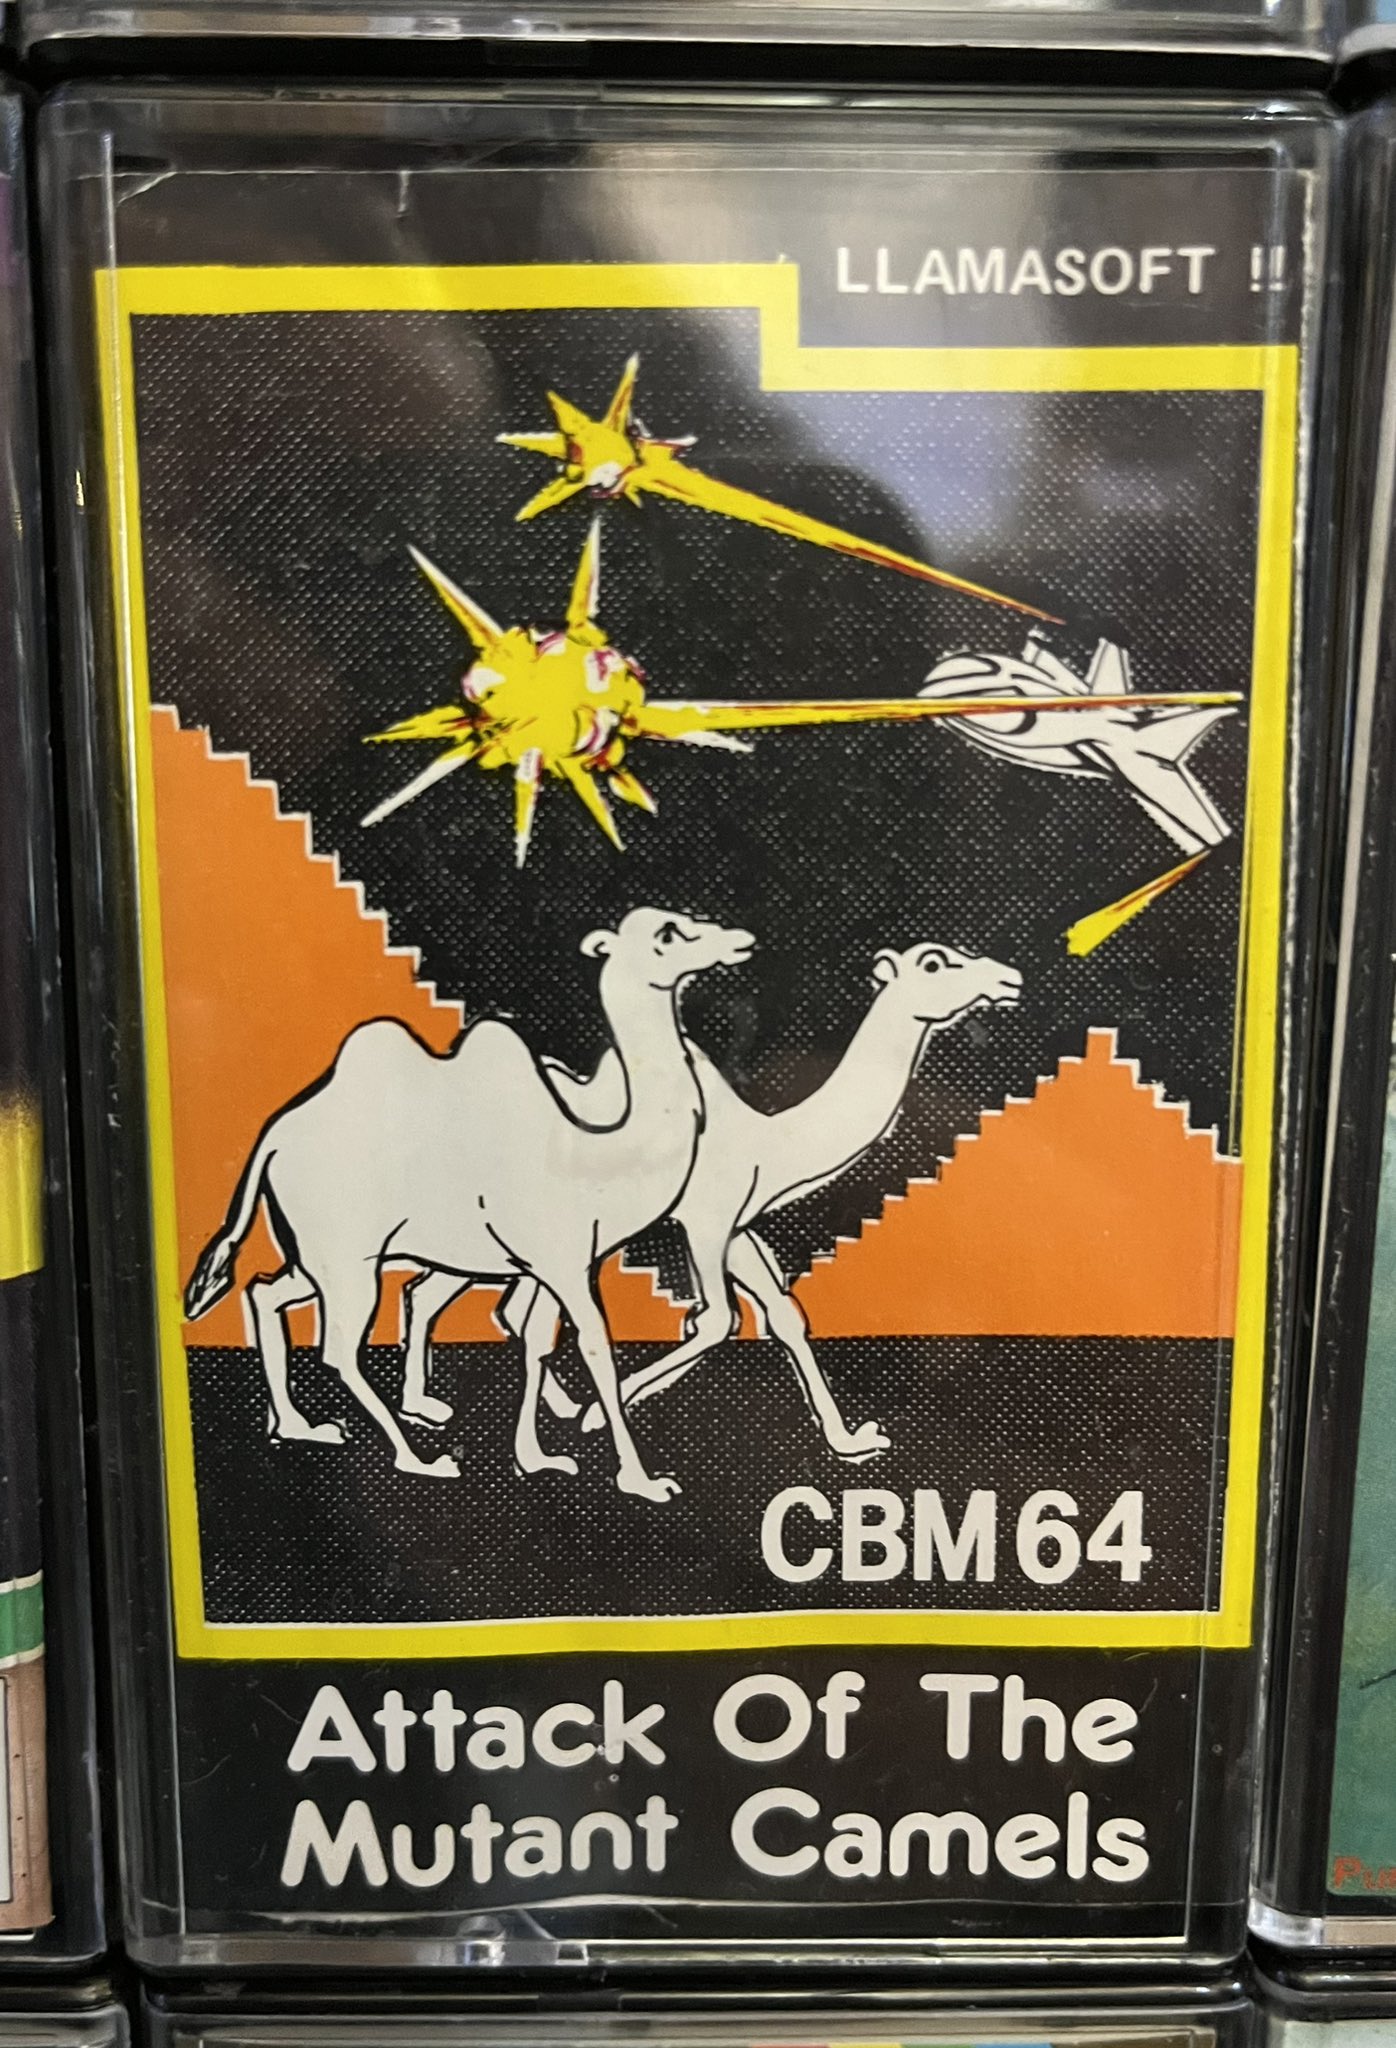 LLAMASOFT !!
CBM 64
Attack Of The
Mutant Camels